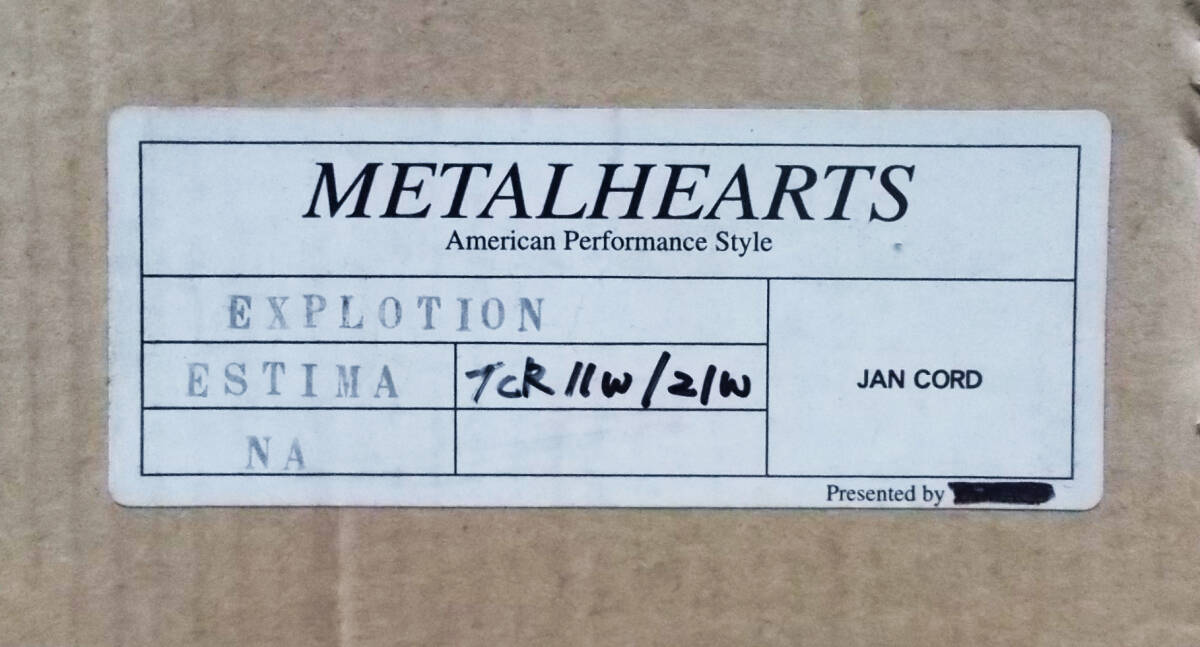 METALHEARTS
American Performance Style
EXPLOTION
ESTIMA TCR11W/21W
JAN CORD
NA
Presented by